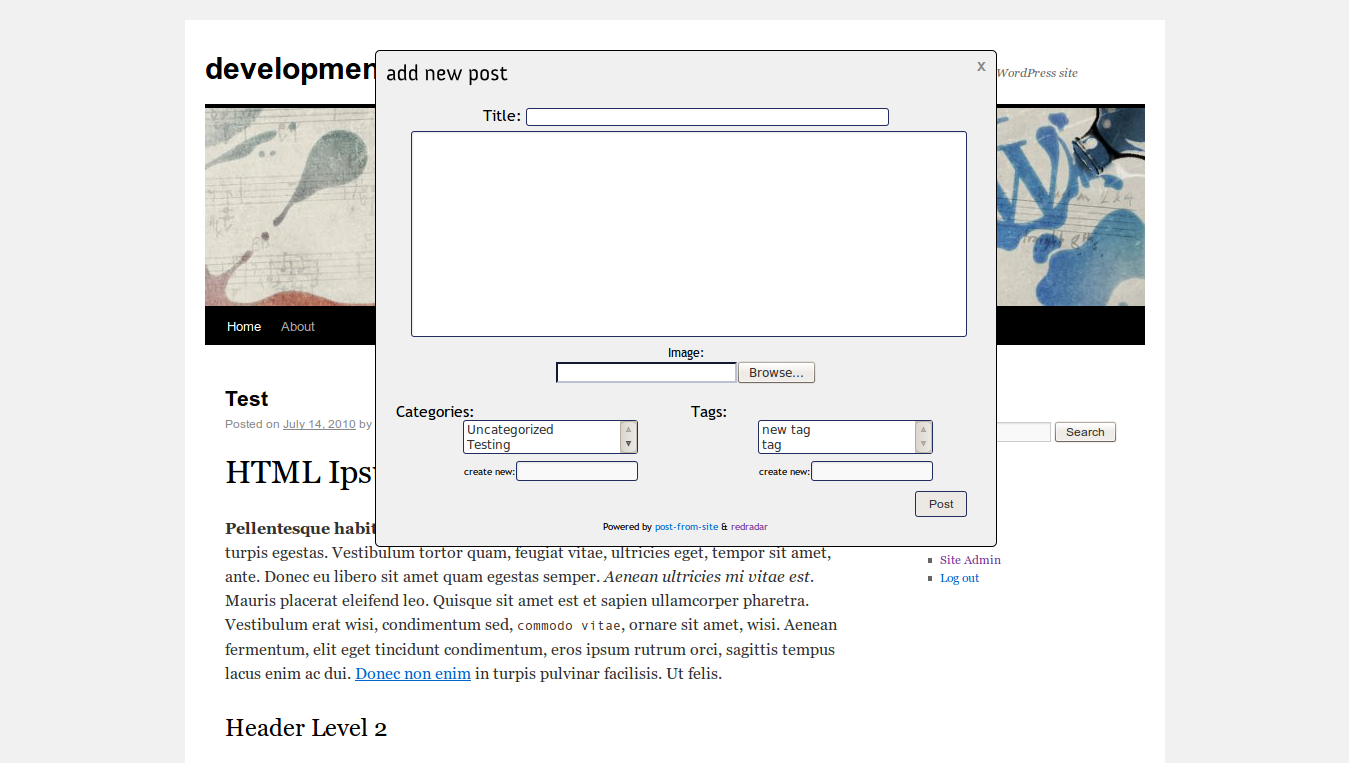 developmen
WordPress site
add new post
x
Title:
Image:
Browse...
Categories:
Tags:
Uncategorized
Testing
new tag
tag
create new:
create new:
Post
Powered by post-from-site & redradar
Home About
Test
Posted on July 14, 2010 by
Search
HTML Ips
Pellentesque habit
turpis egestas. Vestibulum tortor quam, feugiat vitae, ultricies eget, tempor sit amet,
ante. Donec eu libero sit amet quam egestas semper. Aenean ultricies mi vitae est.
Mauris placerat eleifend leo. Quisque sit amet est et sapien ullamcorper pharetra.
Vestibulum erat wisi, condimentum sed, commodo vitae, ornare sit amet, wisi. Aenean
fermentum, elit eget tincidunt condimentum, eros ipsum rutrum orci, sagittis tempus
lacus enim ac dui. Donec non enim in turpis pulvinar facilisis. Ut felis.
Site Admin
Log out
Header Level 2